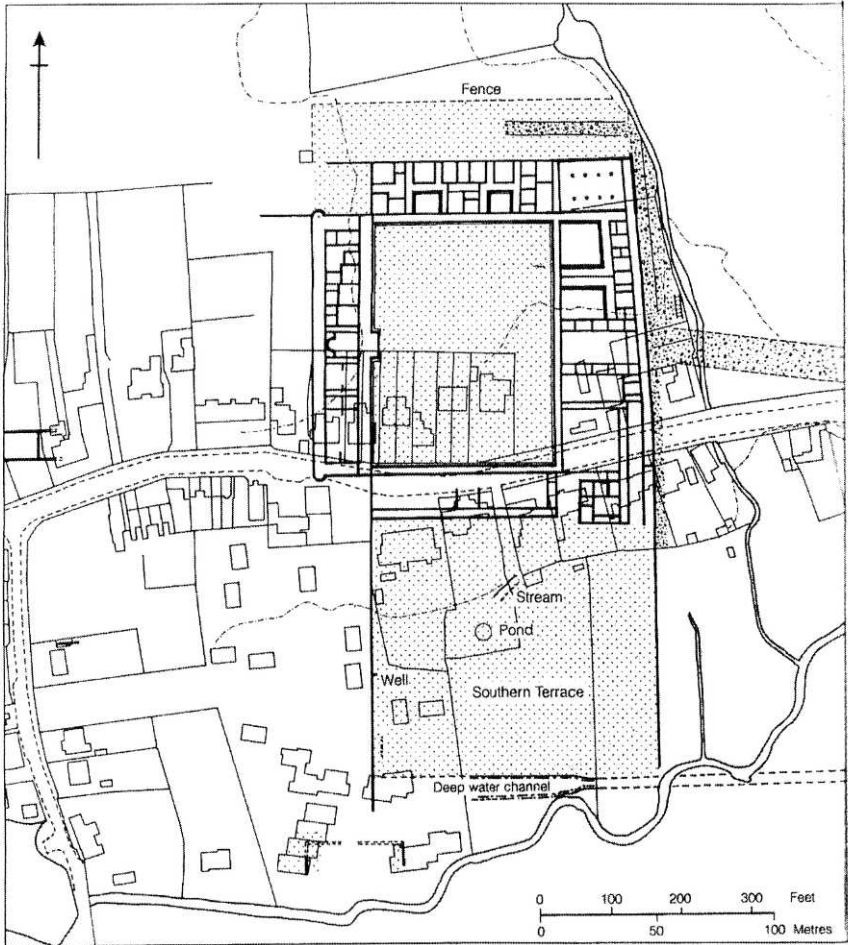 Fence
Stream
Pond
Well
Southern Terrace
Deep water channel
0 100 200 300 Feet
0 50 100 Metres